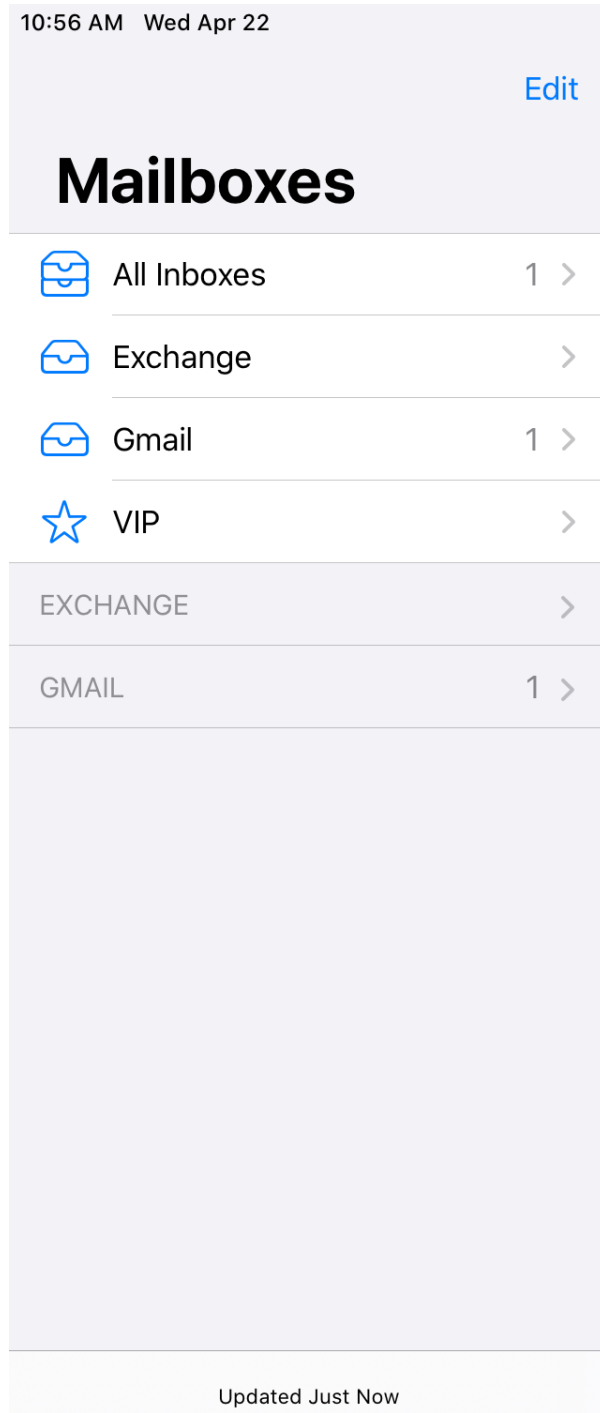 10:56 AM Wed Apr 22
Edit
Mailboxes
All Inboxes 1
Exchange
Gmail 1
VIP
EXCHANGE
GMAIL 1
Updated Just Now